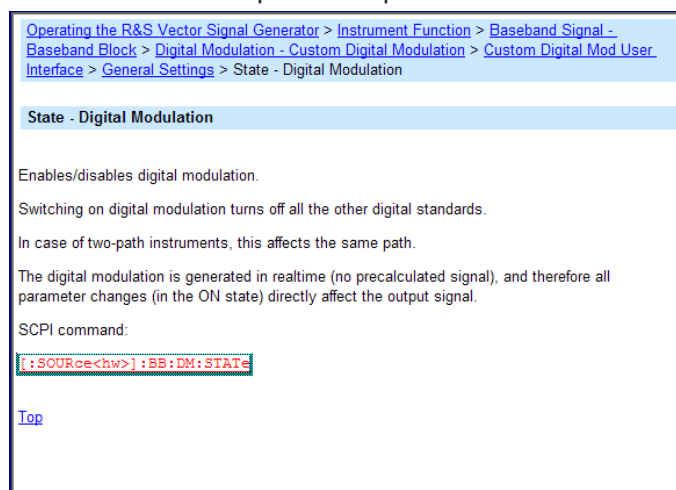 Operating the R&S Vector Signal Generator > Instrument Function > Baseband Signal -
Baseband Block > Digital Modulation - Custom Digital Modulation > Custom Digital Mod User
Interface > General Settings > State - Digital Modulation
State - Digital Modulation
Enables/disables digital modulation.
Switching on digital modulation turns off all the other digital standards.
In case of two-path instruments, this affects the same path.
The digital modulation is generated in realtime (no precalculated signal), and therefore all
parameter changes (in the ON state) directly affect the output signal.
SCPI command:
[:SOURce<hw>]:BB:DM:STATe
Top